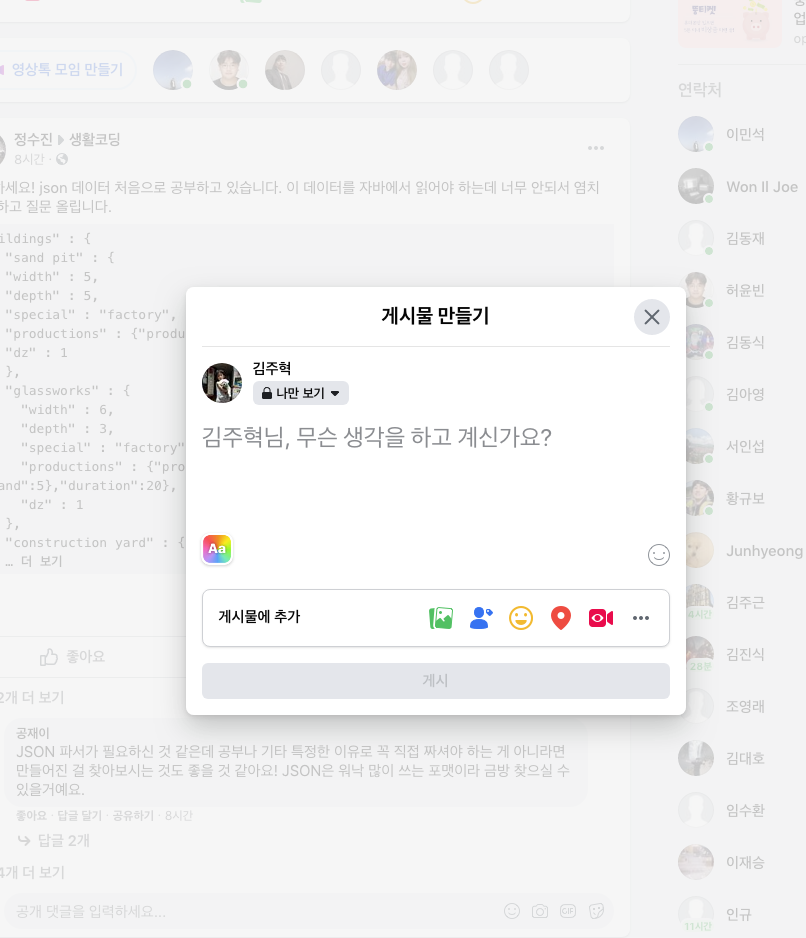 영상톡 모임 만들기
정수진 ▸ 생활코딩
8시간 ·
하세요! json 데이터 처음으로 공부하고 있습니다. 이 데이터를 자바에서 읽어야 하는데 너무 안되서 염치
하고 질문 올립니다.
ildings" : {
"sand pit" : {
"width" : 5,
"depth" : 5,
"special" : "factory",
"productions" : {"produ
"dz" : 1
},
"glassworks" : {
"width" : 6,
"depth" : 3,
"special" : "factory"
"productions" : {"pro
and":5},"duration":20},
"dz" : 1
},
"construction yard" : {
… 더 보기
좋아요
2개 더 보기
공재이
JSON 파서가 필요하신 것 같은데 공부나 기타 특정한 이유로 꼭 직접 짜셔야 하는 게 아니라면
만들어진 걸 찾아보시는 것도 좋을 것 같아요! JSON은 워낙 많이 쓰는 포맷이라 금방 찾으실 수
있을거예요.
좋아요 · 답글 달기 · 공유하기 · 8시간
답글 2개
4개 더 보기
공개 댓글을 입력하세요...
GIF
게시물 만들기
김주혁
나만 보기
김주혁님, 무슨 생각을 하고 계신가요?
Aa
게시물에 추가
게시
연락처
이민석
Won Il Joe
김동재
허윤빈
김동식
김아영
서인섭
황규보
Junhyeong
김주근
4시간
김진식
28분
조영래
김대호
임수환
이재승
인규
11시간